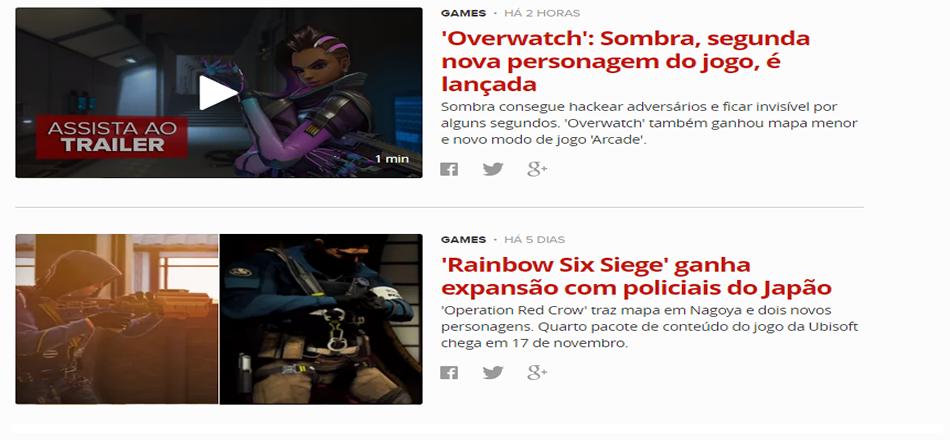 GAMES · HÁ 2 HORAS
'Overwatch': Sombra, segunda
nova personagem do jogo, é
lançada
Sombra consegue hackear adversários e ficar invisível por
alguns segundos. 'Overwatch' também ganhou mapa menor
e novo modo de jogo 'Arcade'.
ASSISTA AO
TRAILER
1 min
g+
GAMES · HÁ 5 DIAS
'Rainbow Six Siege' ganha
expansão com policiais do Japão
'Operation Red Crow' traz mapa em Nagoya e dois novos
personagens. Quarto pacote de conteúdo do jogo da Ubisoft
chega em 17 de novembro.
g+